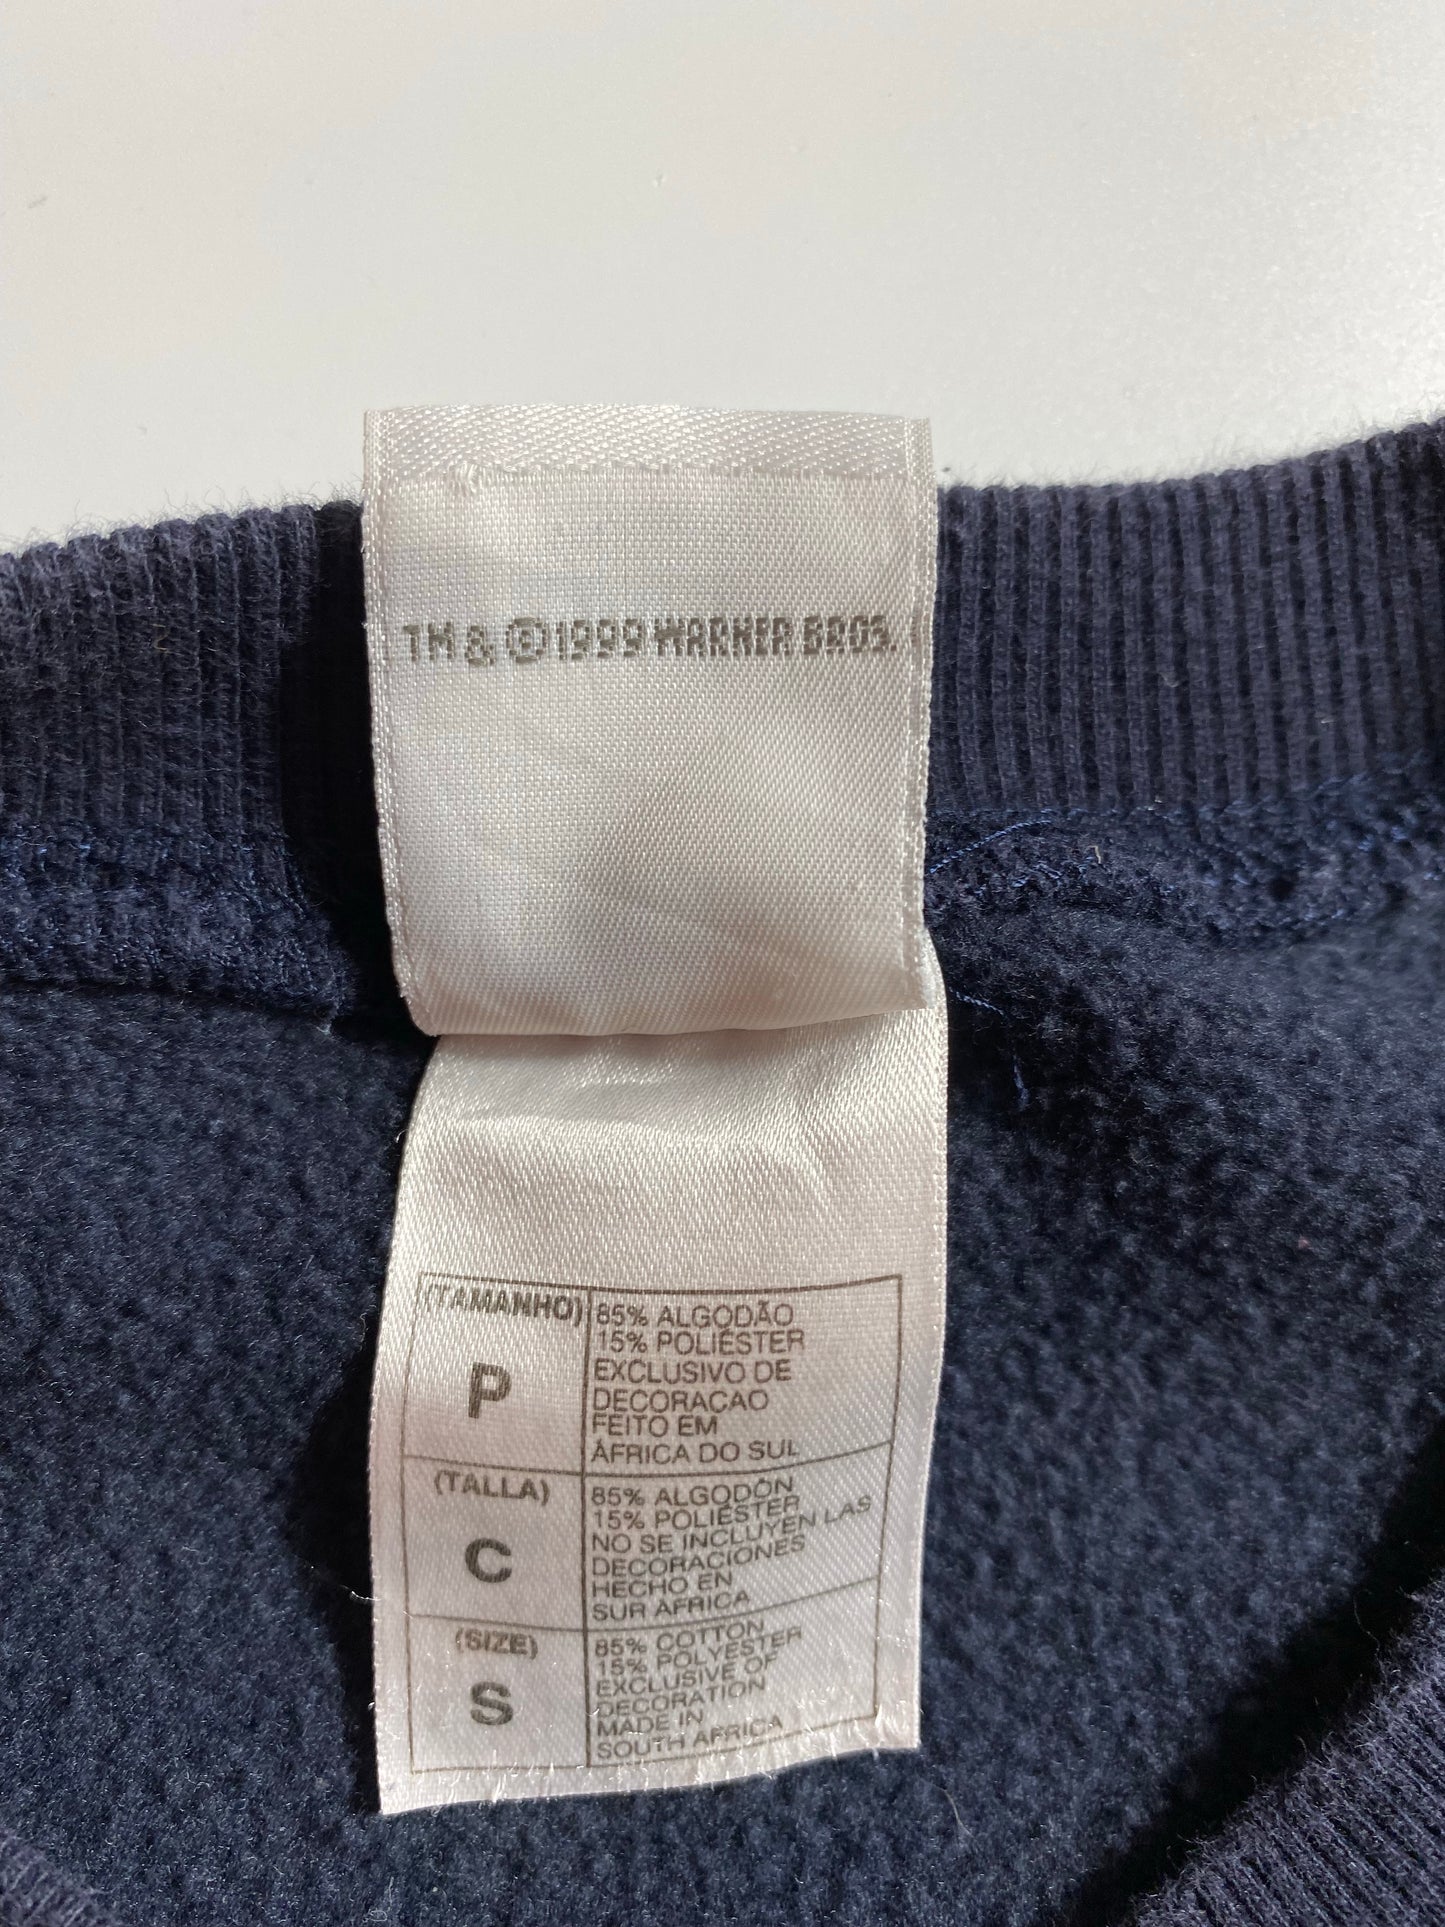 TM & ©1999 WARNER BROS.
(TAMANHO)
P
85% ALGODÃO
15% POLIÉSTER
EXCLUSIVO DE
DECORACAO
FEITO EM
ÁFRICA DO SUL
(TALLA)
C
85% ALGODÓN
15% POLIÉSTER
NO SE INCLUYEN LAS
DECORACIONES
HECHO EN
SUR AFRICA
(SIZE)
S
85% COTTON
15% POLYESTER
EXCLUSIVE OF
DECORATION
MADE IN
SOUTH AFRICA